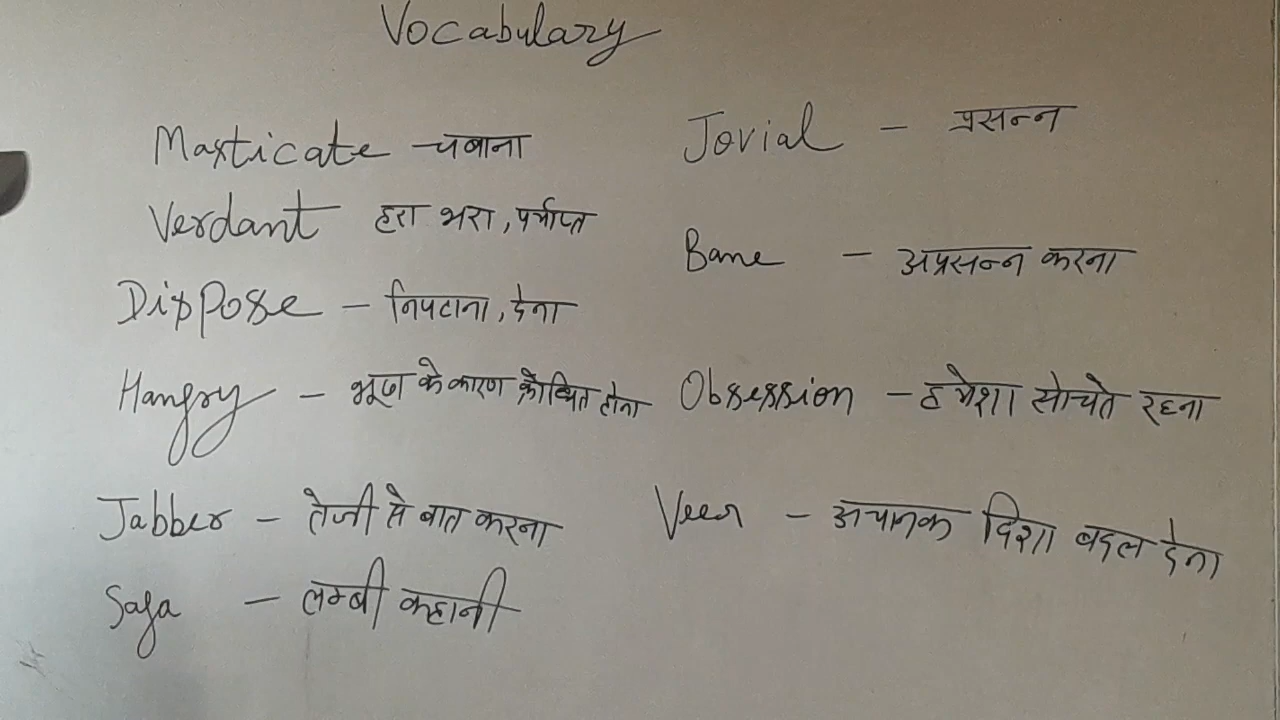 Vocabulary
Masticate चबाना
Verdant हरा भरा, पर्याप्त
Dispose – निपटाना, देना
Hangry – भूख के कारण क्रोधित होना
Jabber – तेजी से बात करना
Saga – लम्बी कहानी
Jovial – प्रसन्न
Bane – अप्रसन्न करना
Obsession – हमेशा सोचते रहना
Veer – अचानक दिशा बदल देना